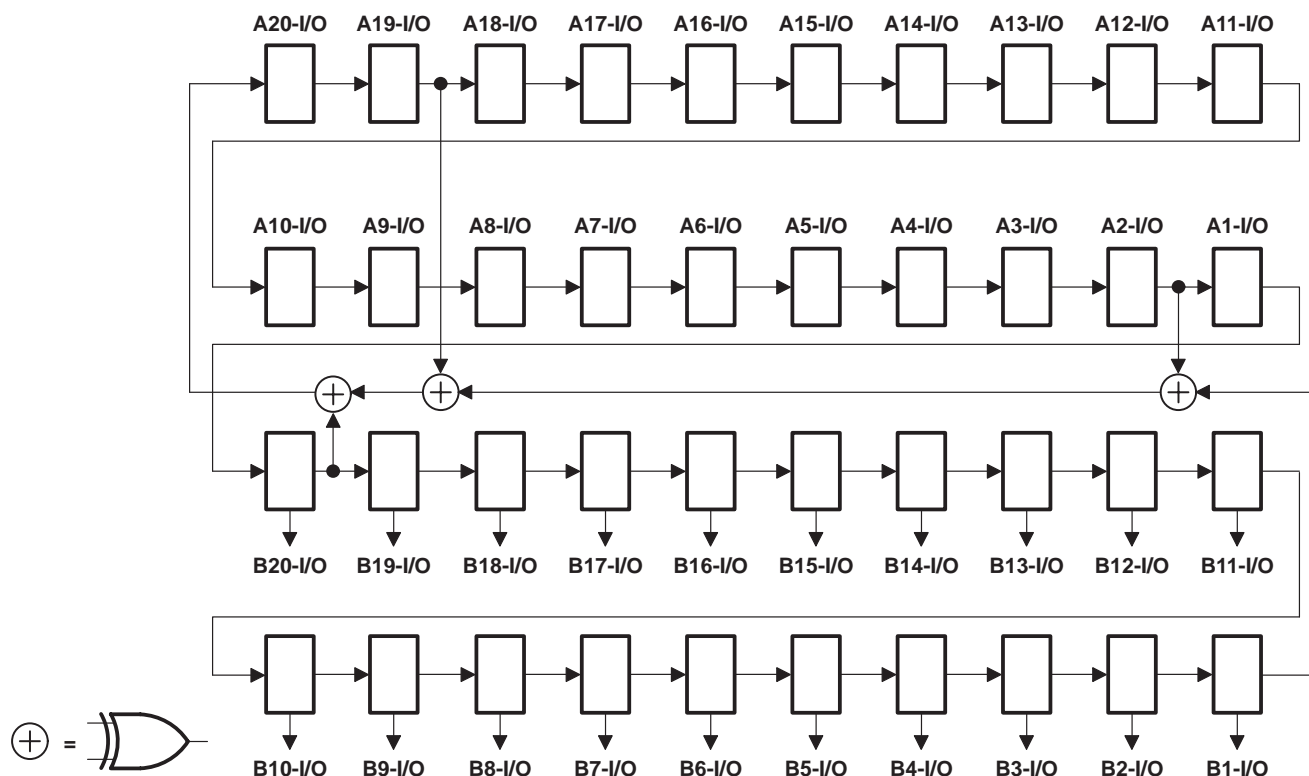 A20-I/O A19-I/O A18-I/O A17-I/O A16-I/O A15-I/O A14-I/O A13-I/O A12-I/O A11-I/O
A10-I/O A9-I/O A8-I/O A7-I/O A6-I/O A5-I/O A4-I/O A3-I/O A2-I/O A1-I/O
B20-I/O B19-I/O B18-I/O B17-I/O B16-I/O B15-I/O B14-I/O B13-I/O B12-I/O B11-I/O
=
B10-I/O B9-I/O B8-I/O B7-I/O B6-I/O B5-I/O B4-I/O B3-I/O B2-I/O B1-I/O